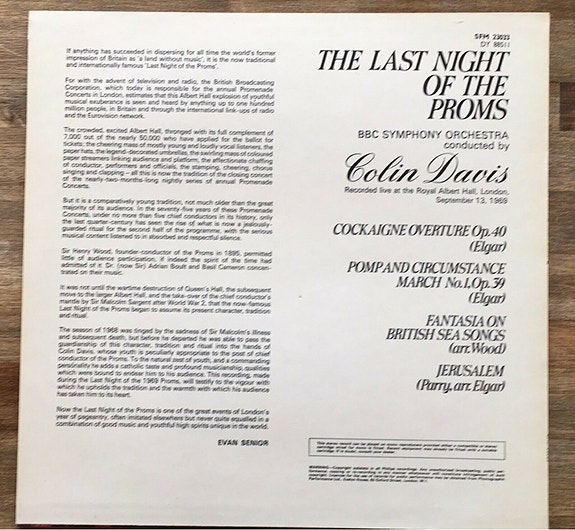 If anything has succeeded in dispersing for all time the world's former
impression of Britain as 'a land without music', it is the now traditional
and internationally famous 'Last Night of the Proms'.
For with the advent of television and radio, the British Broadcasting
Corporation, which today is responsible for the annual Promenade
Concerts in London, estimates that this Albert Hall explosion of youthful
musical exuberance is seen and heard by anything up to one hundred
million people, in Britain and through the international link-ups of radio
and the Eurovision network.
The crowded, excited Albert Hall, thronged with its full complement of
7,000 out of the nearly 50,000 who have applied for the ballot for
tickets; the cheering mass of mostly young and loudly vocal listeners, the
paper hats, the legend-decorated umbrellas, the swirling mass of coloured
paper streamers linking audience and platform, the affectionate chaffing
of conductor, performers and officials, the stamping, cheering, chorus
singing and clapping – all this is now the tradition of the closing concert
of the nearly-two-months-long nightly series of annual Promenade
Concerts.
But it is a comparatively young tradition, not much older than the great
majority of its audience. In the seventy-five years of these Promenade
Concerts, under no more than five chief conductors in its history, only
the last quarter-century has seen the rise of what is now a jealously-
guarded ritual for the second half of the programme, with the serious
musical content listened to in absorbed and respectful silence.
Sir Henry Wood, founder-conductor of the Proms in 1895, permitted
little of audience participation, if indeed the spirit of the time had
admitted of it. Dr. (now Sir) Adrian Boult and Basil Cameron concen-
trated on their music.
It was not until the wartime destruction of Queen's Hall, the subsequent
move to the larger Albert Hall, and the take-over of the chief conductor's
mantle by Sir Malcolm Sargent after World War 2, that the now-famous
Last Night of the Proms began to assume its present character, tradition
and ritual.
The season of 1968 was tinged by the sadness of Sir Malcolm's illness
and subsequent death, but before he departed he was able to pass the
guardianship of this character, tradition and ritual into the hands of
Colin Davis, whose youth is peculiarly appropriate to the post of chief
conductor of the Proms. To the natural zest of youth, and a commanding
personality he adds a catholic taste and profound musicianship, qualities
which were bound to endear him to his audience. This recording, made
during the Last Night of the 1969 Proms, will testify to the vigour with
which he upholds the tradition and the warmth with which his audience
has taken him to its heart.
Now the Last Night of the Proms is one of the great events of London's
year of pageantry, often imitated elsewhere but never quite equalled in a
combination of good music and youthful high spirits unique in the world.
EVAN SENIOR
SFM 23033
DY 88511
THE LAST NIGHT
OF THE
PROMS
BBC SYMPHONY ORCHESTRA
conducted by
Colin Davis
Recorded live at the Royal Albert Hall, London,
September 13, 1969
COCKAIGNE OVERTURE Op. 40
(Elgar)
POMP AND CIRCUMSTANCE
MARCH No.1, Op. 39
(Elgar)
FANTASIA ON
BRITISH SEA SONGS
(arr. Wood)
JERUSALEM
(Parry, arr. Elgar)